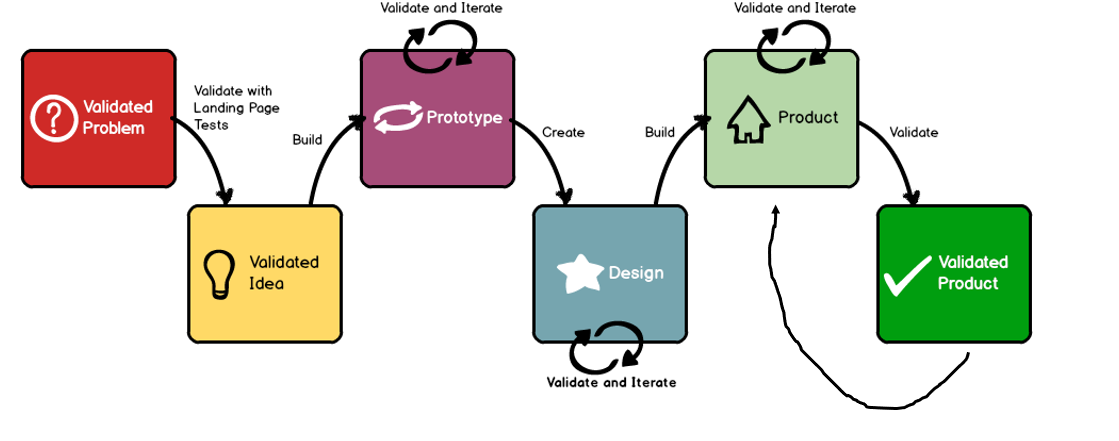 Validate and Iterate
Validate and Iterate
Validated
Problem
Validate with
Landing Page
Tests
Build
Prototype
Create
Build
Product
Validate
Validated
Idea
Design
Validated
Product
Validate and Iterate